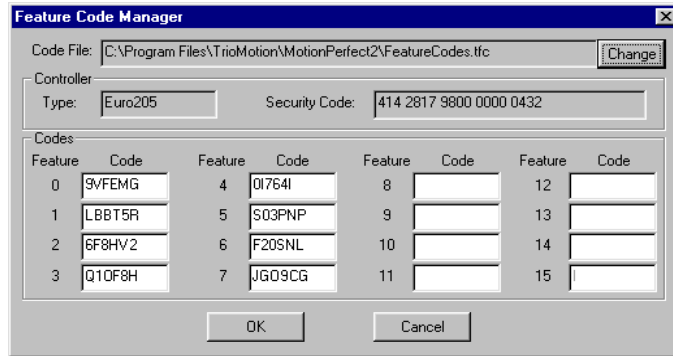 Feature Code Manager
Code File: C:\Program Files\TrioMotion\MotionPerfect2\FeatureCodes.tfc Change
Controller
Type: Euro205 Security Code: 414 2817 9800 0000 0432
Codes
Feature Code Feature Code Feature Code Feature Code
0 9VFEMG 4 0I764I 8 12
1 LBBT5R 5 S03PNP 9 13
2 6F8HV2 6 F20SNL 10 14
3 Q1OF8H 7 JGO9CG 11 15
OK Cancel